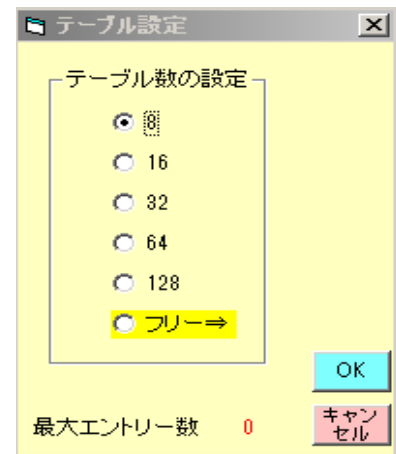 テーブル設定
テーブル数の設定
8
16
32
64
128
フリー⇒
OK
最大エントリー数 0
キャン
セル